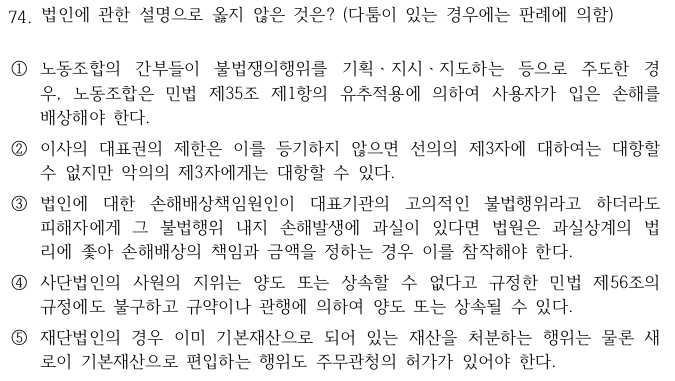 74. 법인에 관한 설명으로 옳지 않은 것은? (다툼이 있는 경우에는 판례에 의함)
① 노동조합의 간부들이 불법쟁의행위를 기획ㆍ지시ㆍ지도하는 등으로 주도한 경
우, 노동조합은 민법 제35조 제1항의 유추적용에 의하여 사용자가 입은 손해를
배상해야 한다.
② 이사의 대표권의 제한은 이를 등기하지 않으면 선의의 제3자에 대하여는 대항할
수 없지만 악의의 제3자에게는 대항할 수 있다.
③ 법인에 대한 손해배상책임원인이 대표기관의 고의적인 불법행위라고 하더라도
피해자에게 그 불법행위 내지 손해발생에 과실이 있다면 법원은 과실상계의 법
리에 좇아 손해배상의 책임과 금액을 정하는 경우 이를 참작해야 한다.
④ 사단법인의 사원의 지위는 양도 또는 상속할 수 없다고 규정한 민법 제56조의
규정에도 불구하고 규약이나 관행에 의하여 양도 또는 상속될 수 있다.
⑤ 재단법인의 경우 이미 기본재산으로 되어 있는 재산을 처분하는 행위는 물론 새
로이 기본재산으로 편입하는 행위도 주무관청의 허가가 있어야 한다.